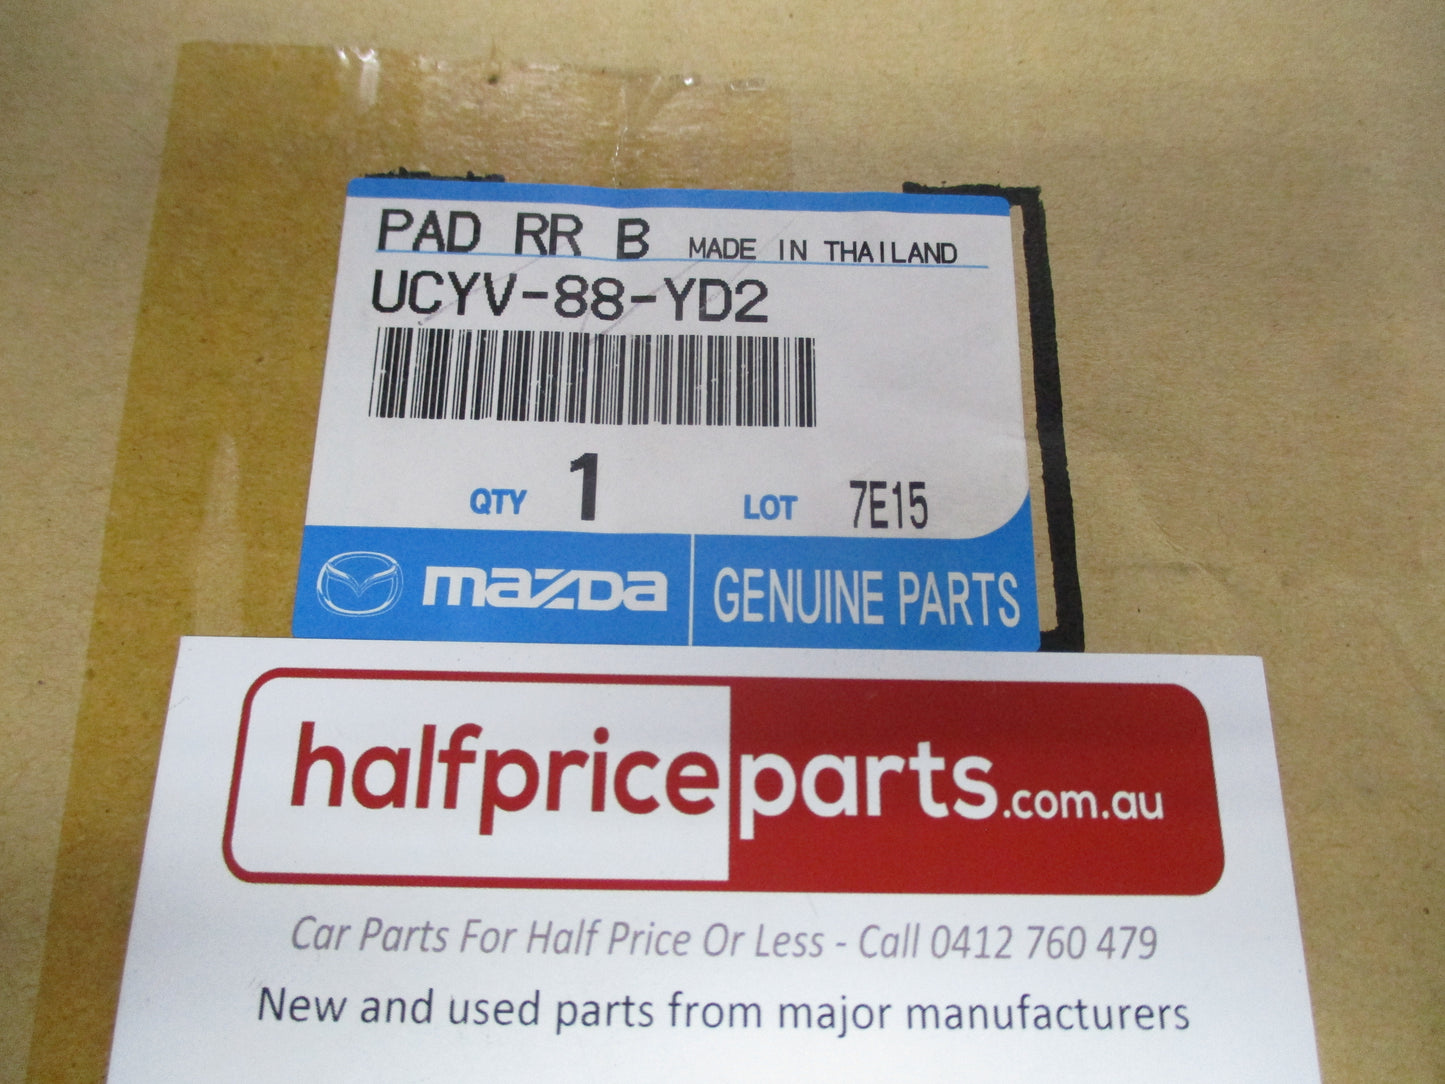 PAD RR B MADE IN THAILAND
UCYV-88-YD2
QTY 1 LOT 7E15
mazda GENUINE PARTS
halfpriceparts.com.au
Car Parts For Half Price Or Less - Call 0412 760 479
New and used parts from major manufacturers